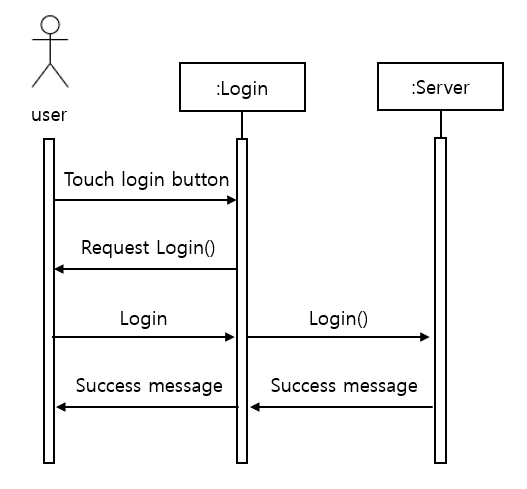 user
:Login
:Server
Touch login button
Request Login()
Login
Login()
Success message
Success message